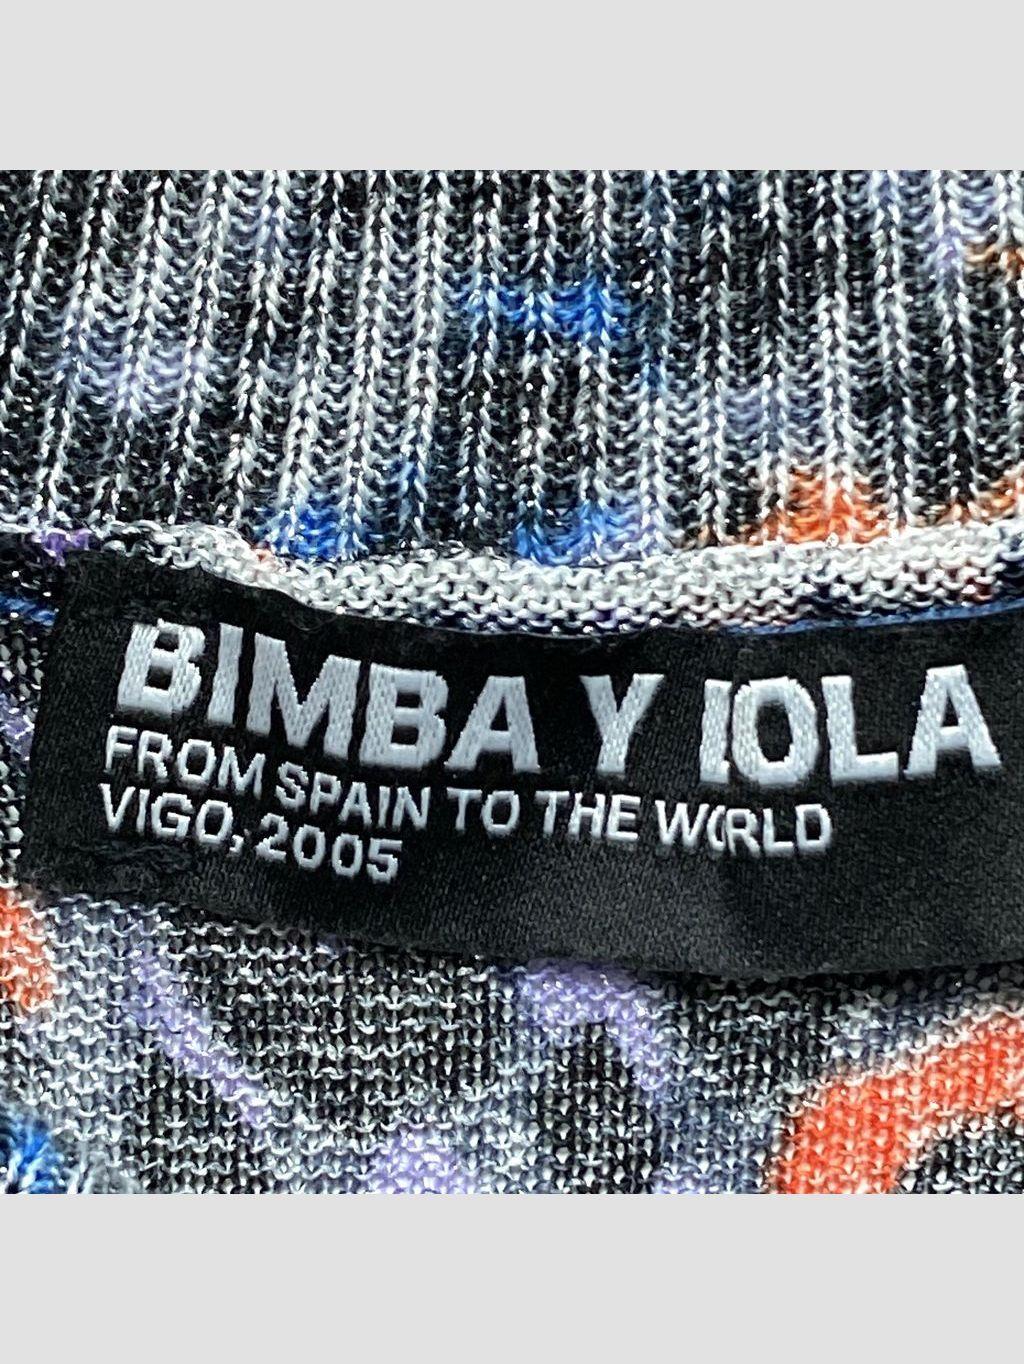 BIMBA Y LOLA
FROM SPAIN TO THE WORLD
VIGO, 2005